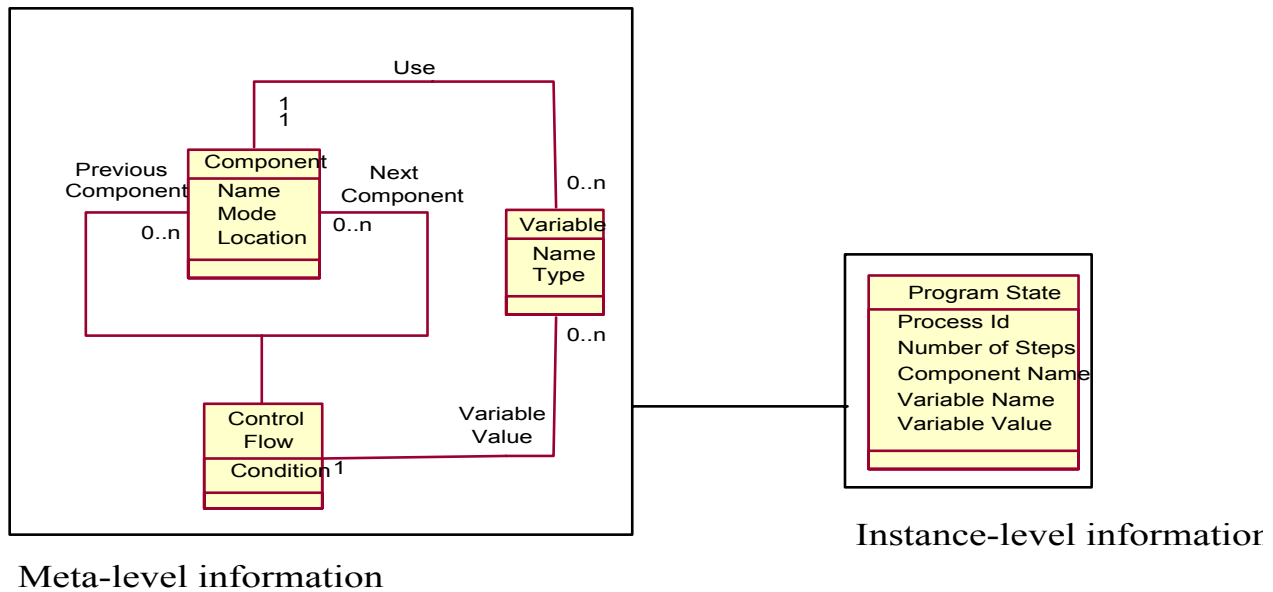 Use
1
1
Component
Name
Mode
Location
Previous
Component
0..n
Next
Component
0..n
0..n
Variable
Name
Type
0..n
Control
Flow
Condition
1
Variable
Value
Program State
Process Id
Number of Steps
Component Name
Variable Name
Variable Value
Instance-level information
Meta-level information